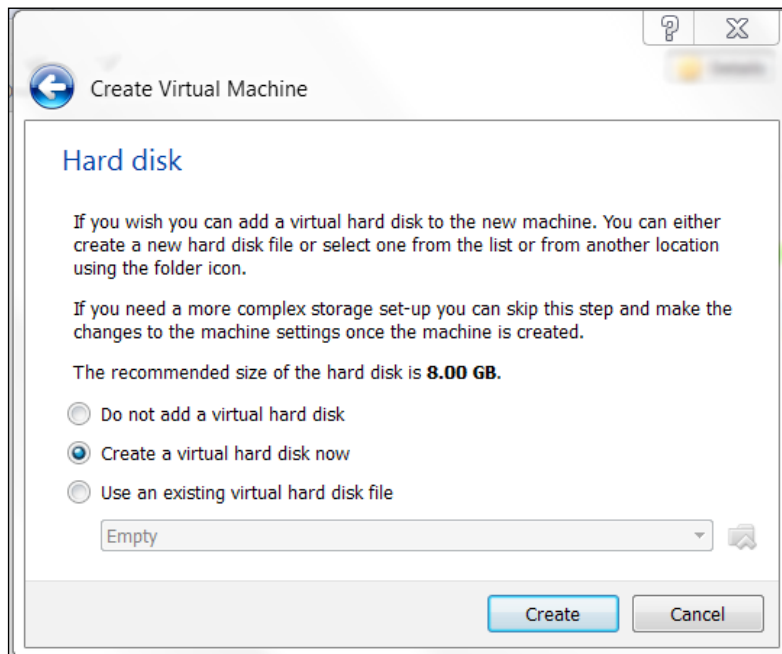 Create Virtual Machine
Hard disk
If you wish you can add a virtual hard disk to the new machine. You can either
create a new hard disk file or select one from the list or from another location
using the folder icon.
If you need a more complex storage set-up you can skip this step and make the
changes to the machine settings once the machine is created.
The recommended size of the hard disk is 8.00 GB.
Do not add a virtual hard disk
Create a virtual hard disk now
Use an existing virtual hard disk file
Empty
Create
Cancel